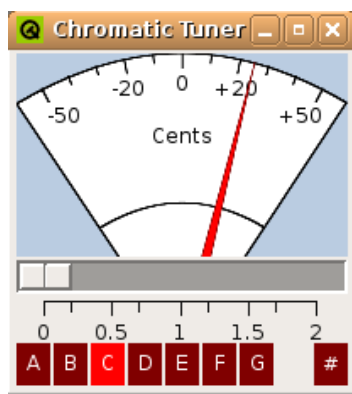 Chromatic Tuner
-50 -20 0 +20 +50
Cents
0 0.5 1 1.5 2
A B C D E F G #